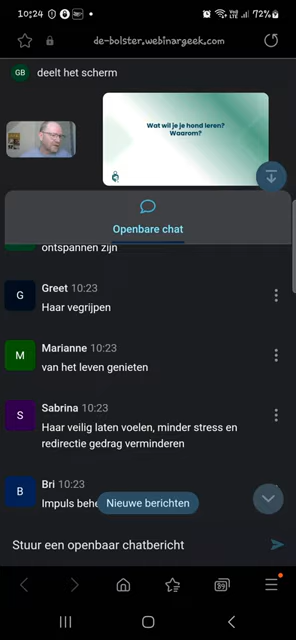 10:24
72%
de-bolster.webinargeek.com
GB deelt het scherm
Wat wil je je hond leren?
Waarom?
Openbare chat
ontspannen zijn
G
Greet 10:23
Haar vegrijpen
M
Marianne 10:23
van het leven genieten
S
Sabrina 10:23
Haar veilig laten voelen, minder stress en
redirectie gedrag verminderen
B
Bri 10:23
Impuls behe
Nieuwe berichten
Stuur een openbaar chatbericht